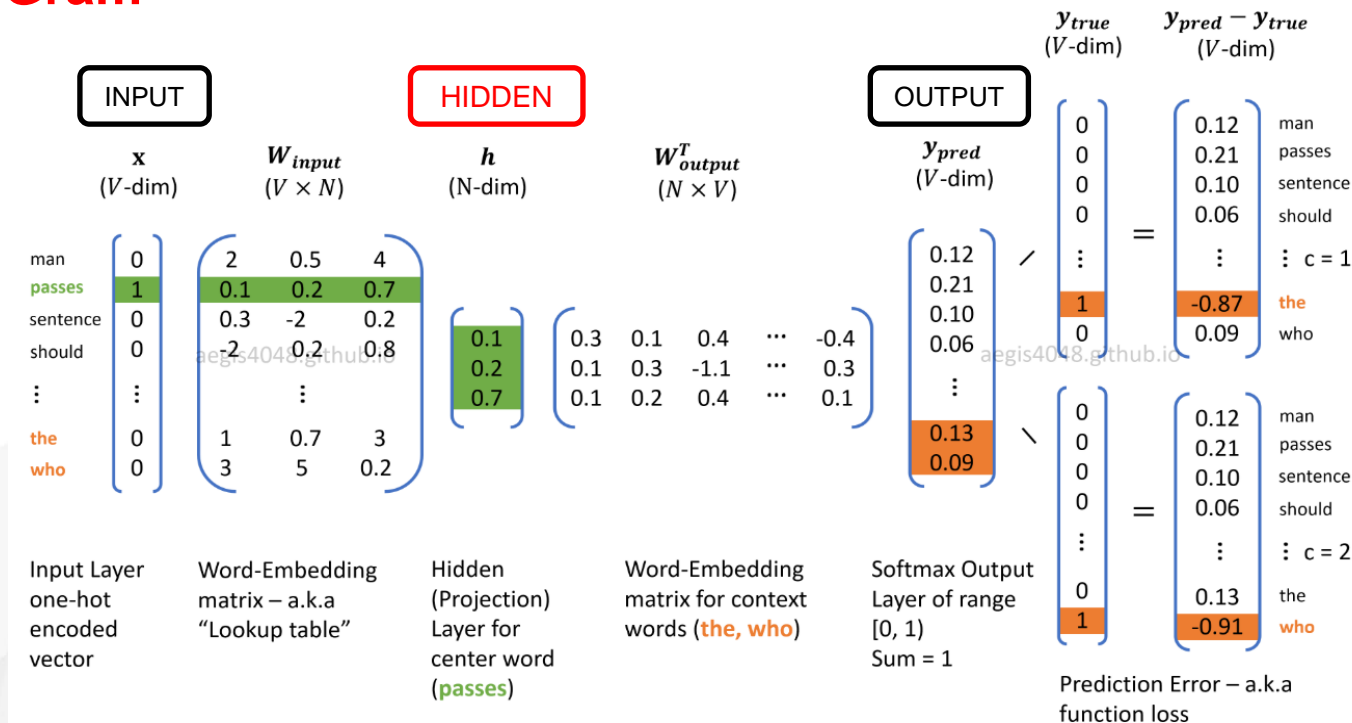 INPUT
HIDDEN
OUTPUT
x
(V-dim)
W_input
(V × N)
h
(N-dim)
W^T_output
(N × V)
y_pred
(V-dim)
y_true
(V-dim)
y_pred − y_true
(V-dim)
man 0
passes 1
sentence 0
should 0
⋮ ⋮
the 0
who 0
2 0.5 4
0.1 0.2 0.7
0.3 -2 0.2
-2 0.2 0.8
⋮
1 0.7 3
3 5 0.2
aegis4048.github.io
0.1
0.2
0.7
0.3 0.1 0.4 ⋯ -0.4
0.1 0.3 -1.1 ⋯ 0.3
0.1 0.2 0.4 ⋯ 0.1
0.12
0.21
0.10
0.06
⋮
0.13
0.09
aegis4048.github.io
0 0.12 man
0 0.21 passes
0 0.10 sentence
0 0.06 should
=
⋮ ⋮ ⋮ c = 1
1 -0.87 the
0 0.09 who
0 0.12 man
0 0.21 passes
0 0.10 sentence
0 0.06 should
=
⋮ ⋮ ⋮ c = 2
0 0.13 the
1 -0.91 who
Input Layer
one-hot
encoded
vector
Word-Embedding
matrix – a.k.a
“Lookup table”
Hidden
(Projection)
Layer for
center word
(passes)
Word-Embedding
matrix for context
words (the, who)
Softmax Output
Layer of range
[0, 1)
Sum = 1
Prediction Error – a.k.a
function loss